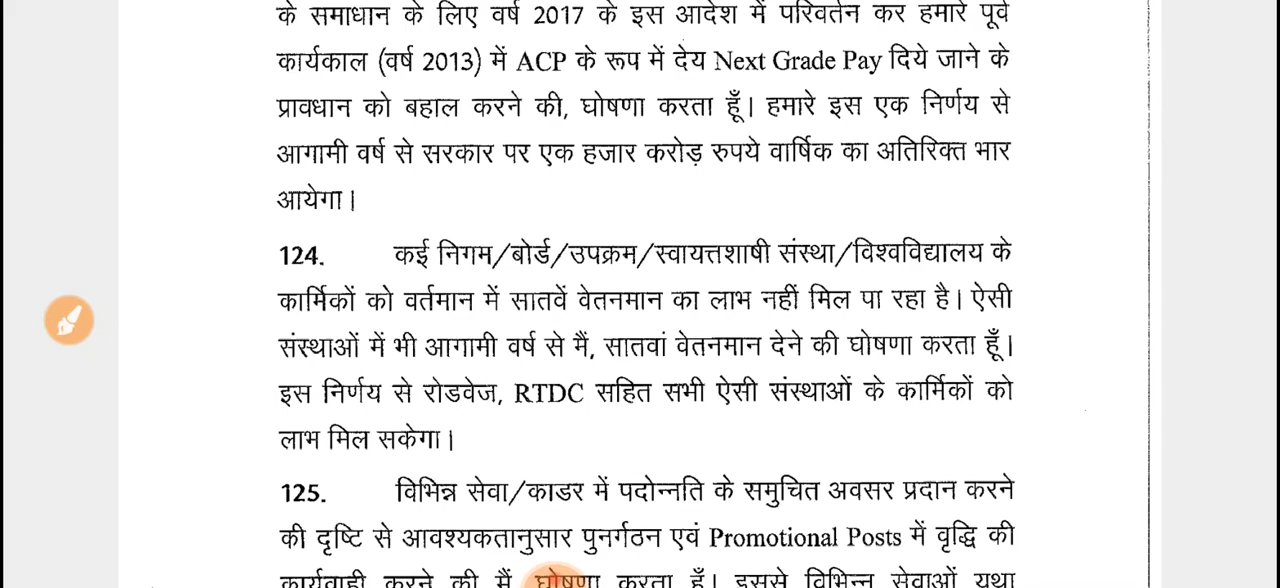 के समाधान के लिए वर्ष 2017 के इस आदेश में परिवर्तन कर हमारे पूर्व
कार्यकाल (वर्ष 2013) में ACP के रूप में देय Next Grade Pay दिये जाने के
प्रावधान को बहाल करने की, घोषणा करता हूँ। हमारे इस एक निर्णय से
आगामी वर्ष से सरकार पर एक हजार करोड़ रुपये वार्षिक का अतिरिक्त भार
आयेगा।
124. कई निगम/बोर्ड/उपक्रम/स्वायत्तशाषी संस्था/विश्वविद्यालय के
कार्मिकों को वर्तमान में सातवें वेतनमान का लाभ नहीं मिल पा रहा है। ऐसी
संस्थाओं में भी आगामी वर्ष से मैं, सातवां वेतनमान देने की घोषणा करता हूँ।
इस निर्णय से रोडवेज, RTDC सहित सभी ऐसी संस्थाओं के कार्मिकों को
लाभ मिल सकेगा।
125. विभिन्न सेवा/काडर में पदोन्नति के समुचित अवसर प्रदान करने
की दृष्टि से आवश्यकतानुसार पुनर्गठन एवं Promotional Posts में वृद्धि की
कार्यवाही करने की मैं घोषणा करता हूँ। इससे विभिन्न सेवाओं यथा